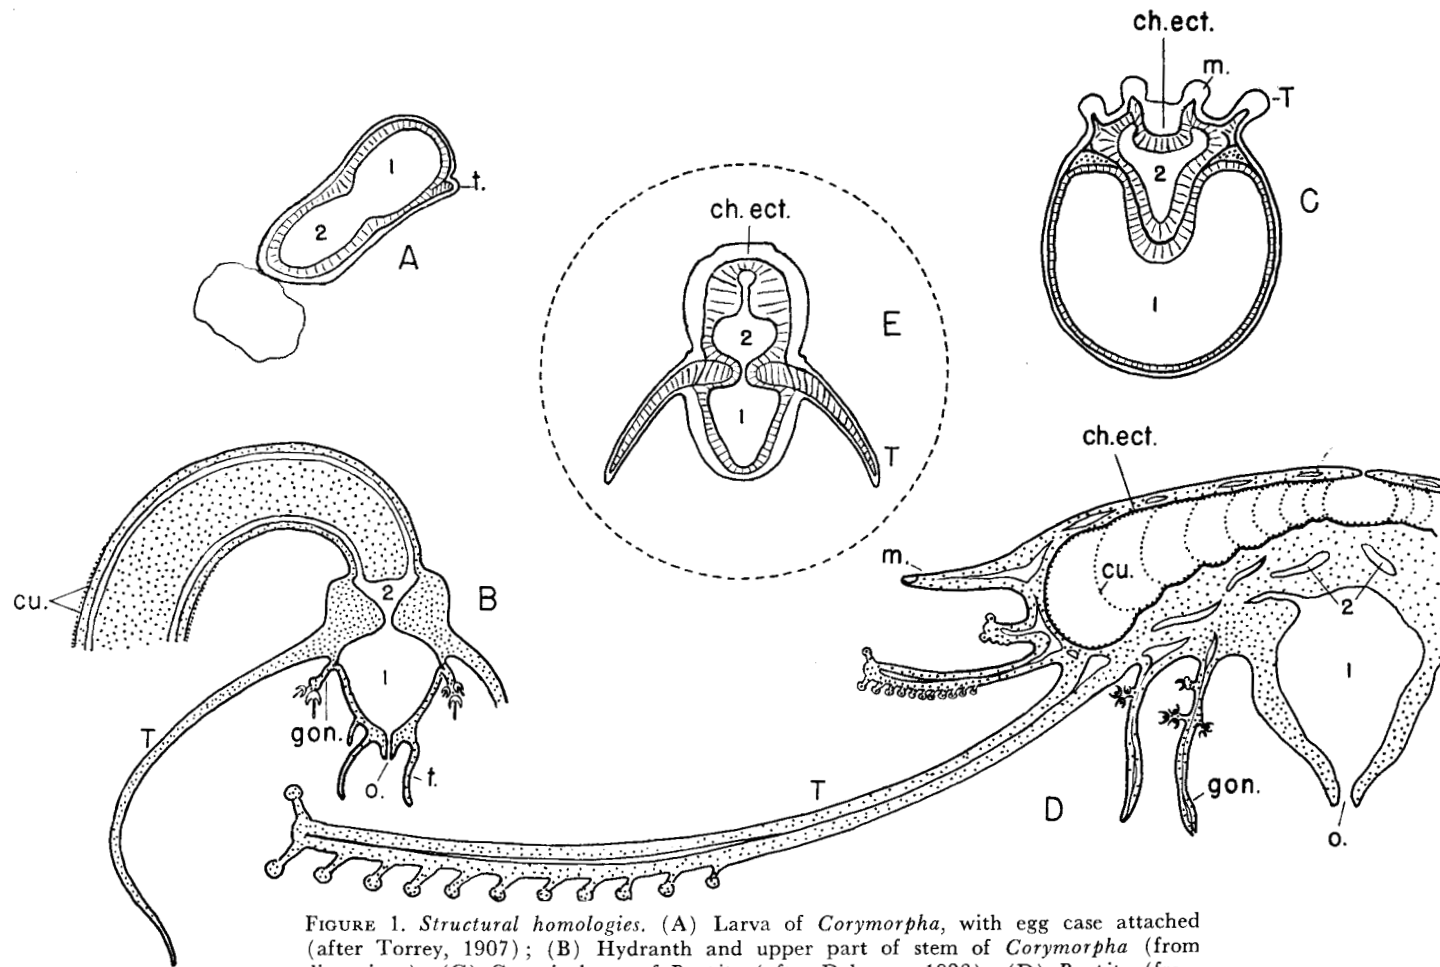 ch.ect.
m.
T
1
t.
2
C
2
A
ch. ect.
1
E
2
1
T
ch.ect.
m.
cu.
cu.
2
B
2
1
1
T
gon.
t.
o.
T
D
gon.
o.
FIGURE 1. Structural homologies. (A) Larva of Corymorpha, with egg case attached
(after Torrey, 1907); (B) Hydranth and upper part of stem of Corymorpha (from